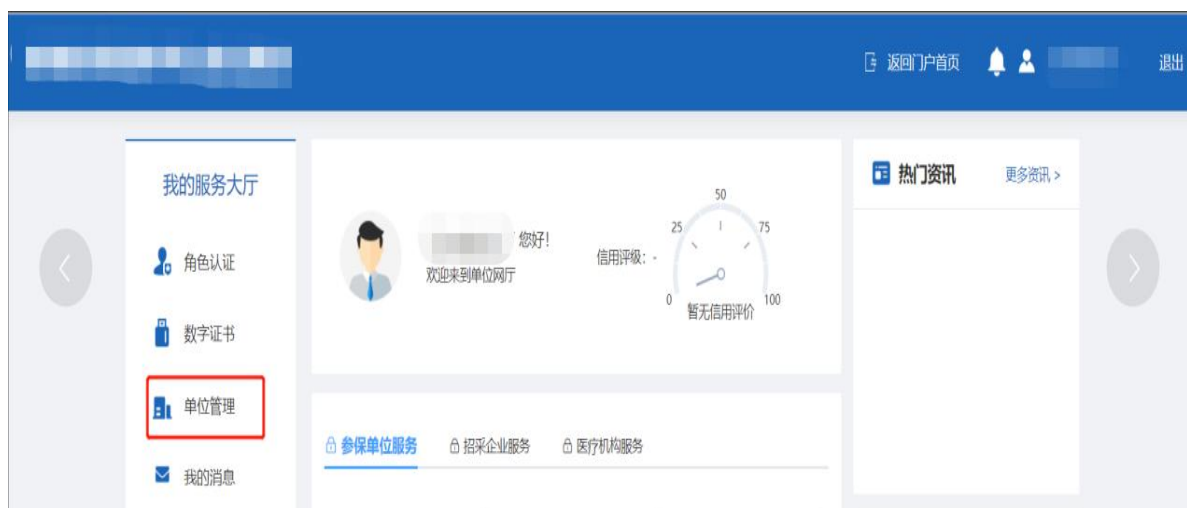 返回门户首页
退出
我的服务大厅
角色认证
数字证书
单位管理
我的消息
您好!
欢迎来到单位网厅
信用评级: -
0
25
50
75
100
暂无信用评价
参保单位服务 招采企业服务 医疗机构服务
热门资讯 更多资讯 >